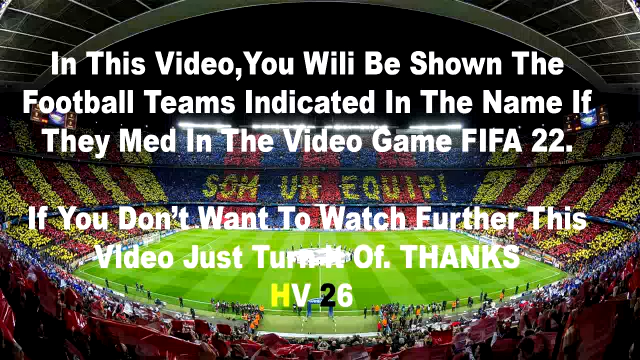 In This Video,You Wili Be Shown The
Football Teams Indicated In The Name If
They Med In The Video Game FIFA 22.
SOM UN EQUIP!
If You Don't Want To Watch Further This
Video Just Turn It Of. THANKS
HV 26